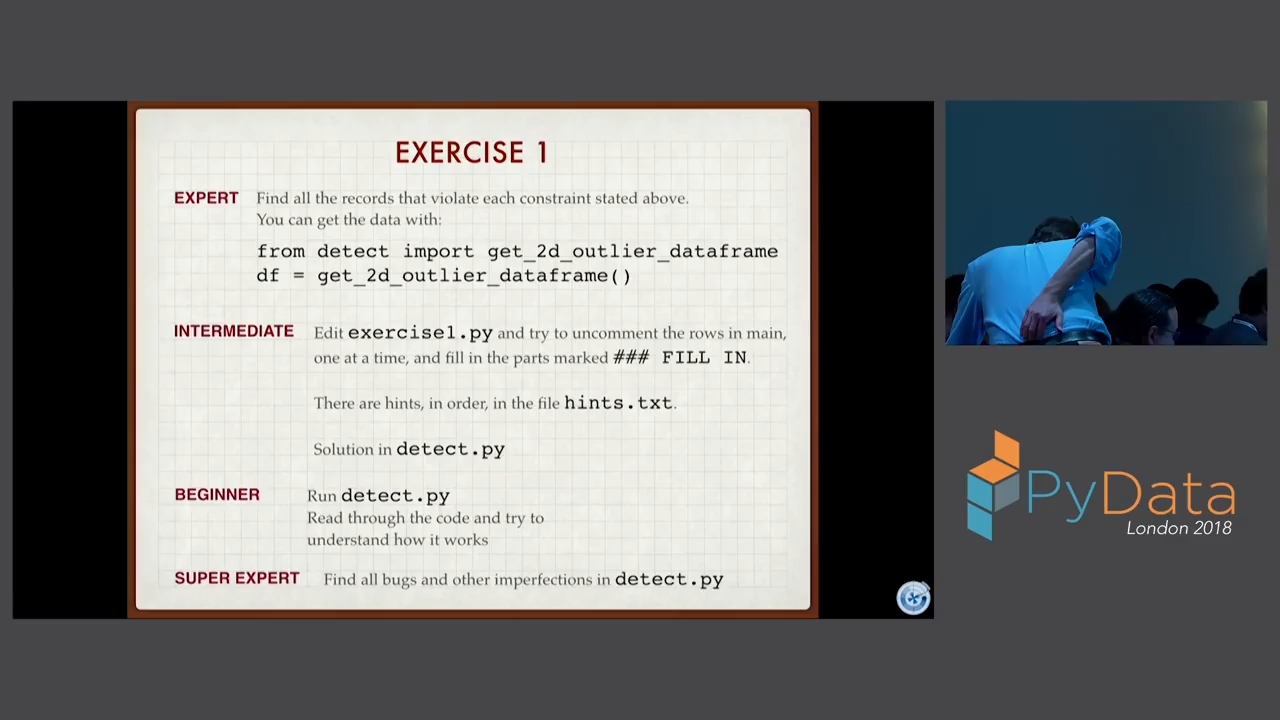 EXERCISE 1
EXPERT Find all the records that violate each constraint stated above.
You can get the data with:
from detect import get_2d_outlier_dataframe
df = get_2d_outlier_dataframe()
INTERMEDIATE Edit exercise1.py and try to uncomment the rows in main,
one at a time, and fill in the parts marked ### FILL IN.
There are hints, in order, in the file hints.txt.
Solution in detect.py
BEGINNER Run detect.py
Read through the code and try to
understand how it works
SUPER EXPERT Find all bugs and other imperfections in detect.py
PyData
London 2018